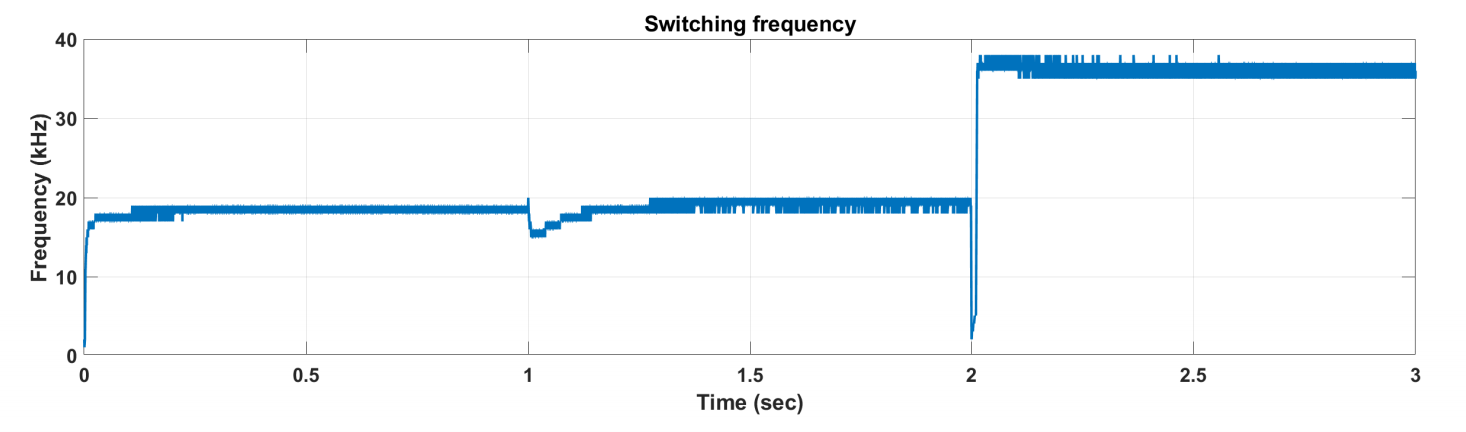 Switching frequency
Frequency (kHz)
40
30
20
10
0
0 0.5 1 1.5 2 2.5 3
Time (sec)